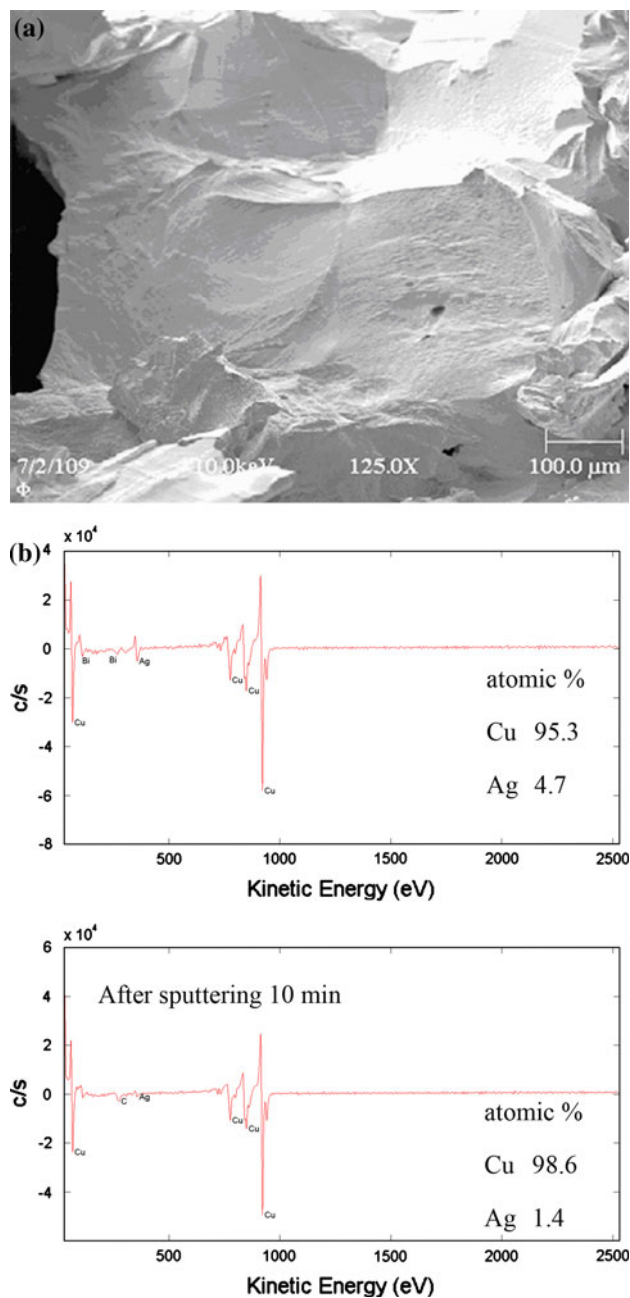 (a)
7/2/109 10.0keV 125.0X 100.0 µm
Φ
(b)
x 10⁴
4
2
0
-2
-4
-6
-8
c/s
Bi Bi Ag
Cu Cu
Cu
Cu
atomic %
Cu 95.3
Ag 4.7
500 1000 1500 2000 2500
Kinetic Energy (eV)
x 10⁴
6
4
2
0
-2
-4
c/s
After sputtering 10 min
C Ag
Cu Cu
Cu
Cu
atomic %
Cu 98.6
Ag 1.4
500 1000 1500 2000 2500
Kinetic Energy (eV)